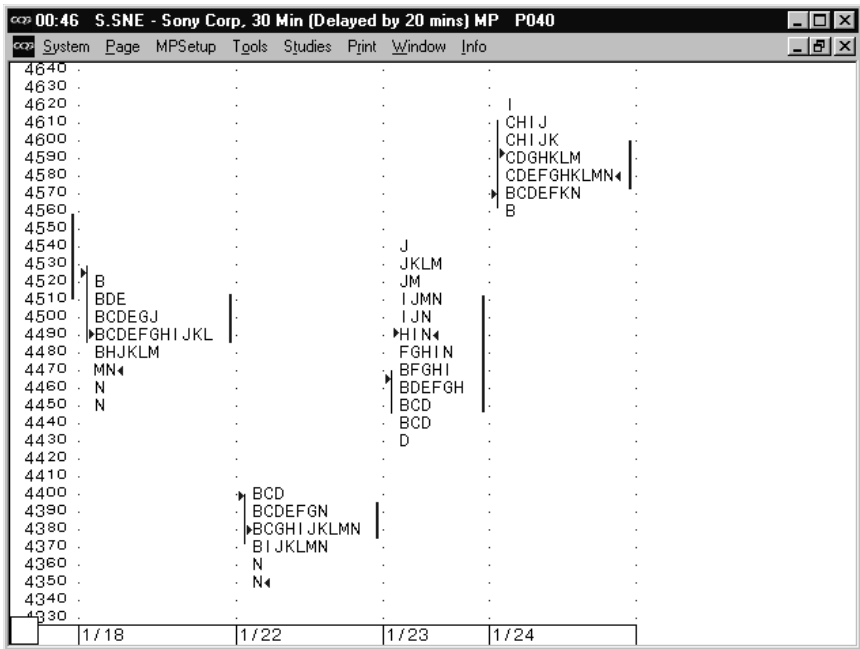 CQG 00:46 S.SNE - Sony Corp, 30 Min (Delayed by 20 mins) MP P040
CQG System Page MPSetup Tools Studies Print Window Info
4640
4630
4620 I
4610 CHIJ
4600 CHIJK
4590 CDGHKLM
4580 CDEFGHKLMN
4570 BCDEFKN
4560 B
4550
4540 J
4530 JKLM
4520 B JM
4510 BDE IJMN
4500 BCDEGJ IJN
4490 BCDEFGHIJKL HIN
4480 BHJKLM FGHIN
4470 MN BFGHI
4460 N BDEFGH
4450 N BCD
4440 BCD
4430 D
4420
4410
4400 BCD
4390 BCDEFGN
4380 BCGHIJKLMN
4370 BIJKLMN
4360 N
4350 N
4340
4330
1/18 1/22 1/23 1/24